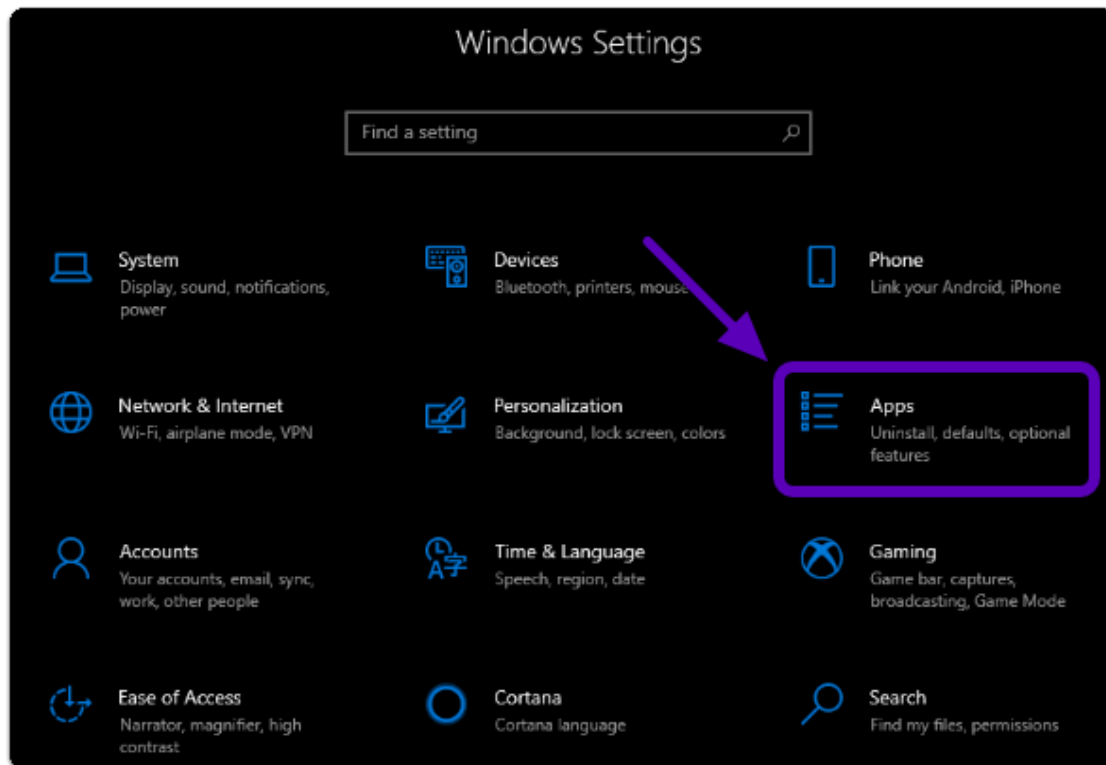 Windows Settings
Find a setting
System
Display, sound, notifications,
power
Devices
Bluetooth, printers, mouse
Phone
Link your Android, iPhone
Network & Internet
Wi-Fi, airplane mode, VPN
Personalization
Background, lock screen, colors
Apps
Uninstall, defaults, optional
features
Accounts
Your accounts, email, sync,
work, other people
Time & Language
Speech, region, date
Gaming
Game bar, captures,
broadcasting, Game Mode
Ease of Access
Narrator, magnifier, high
contrast
Cortana
Cortana language
Search
Find my files, permissions